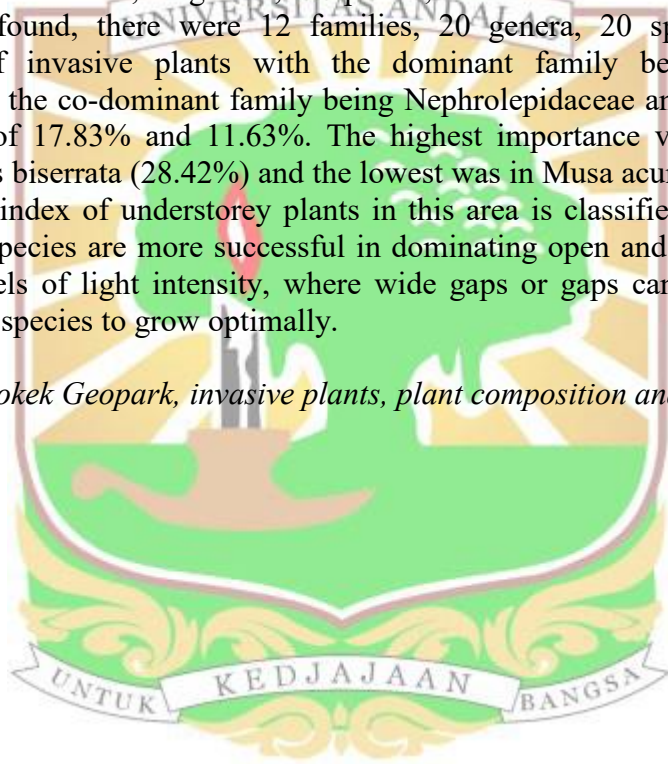 UNIVERSITAS ANDALAS
found, there were 12 families, 20 genera, 20 sp
f invasive plants with the dominant family be
the co-dominant family being Nephrolepidaceae an
of 17.83% and 11.63%. The highest importance v
s biserrata (28.42%) and the lowest was in Musa acu
index of understorey plants in this area is classifie
species are more successful in dominating open and
els of light intensity, where wide gaps or gaps can
species to grow optimally.
okek Geopark, invasive plants, plant composition an
UNTUK KEDJAJAAN BANGSA